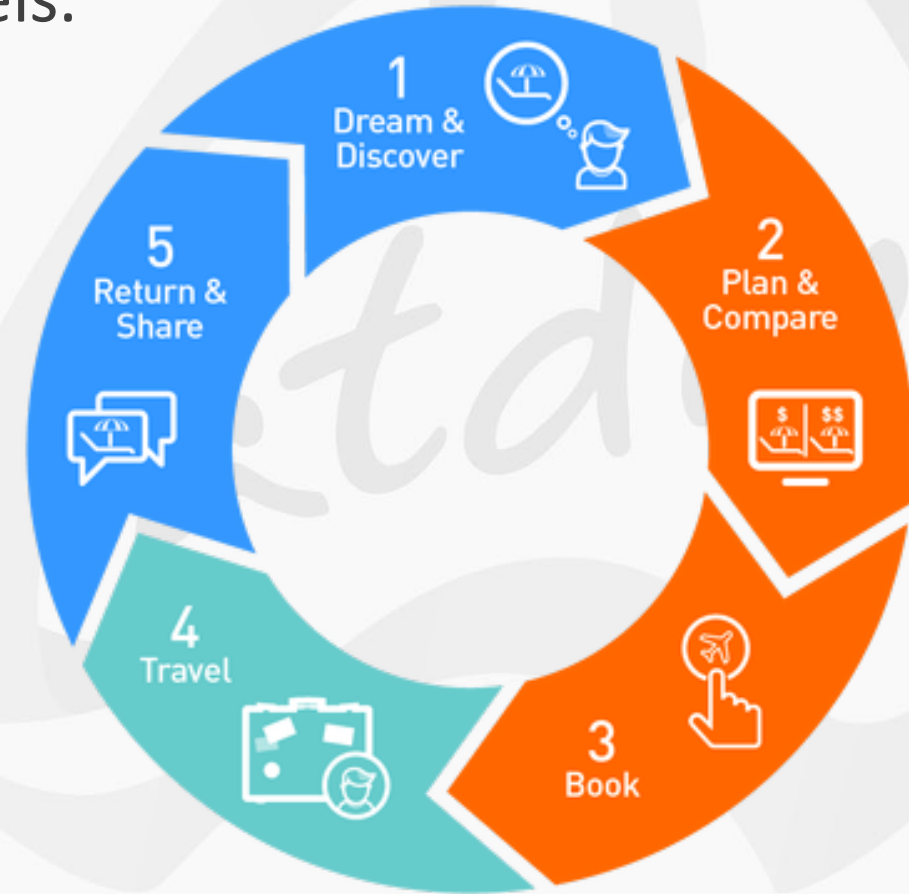 1
Dream &
Discover
2
Plan &
Compare
$ $$
3
Book
4
Travel
5
Return &
Share